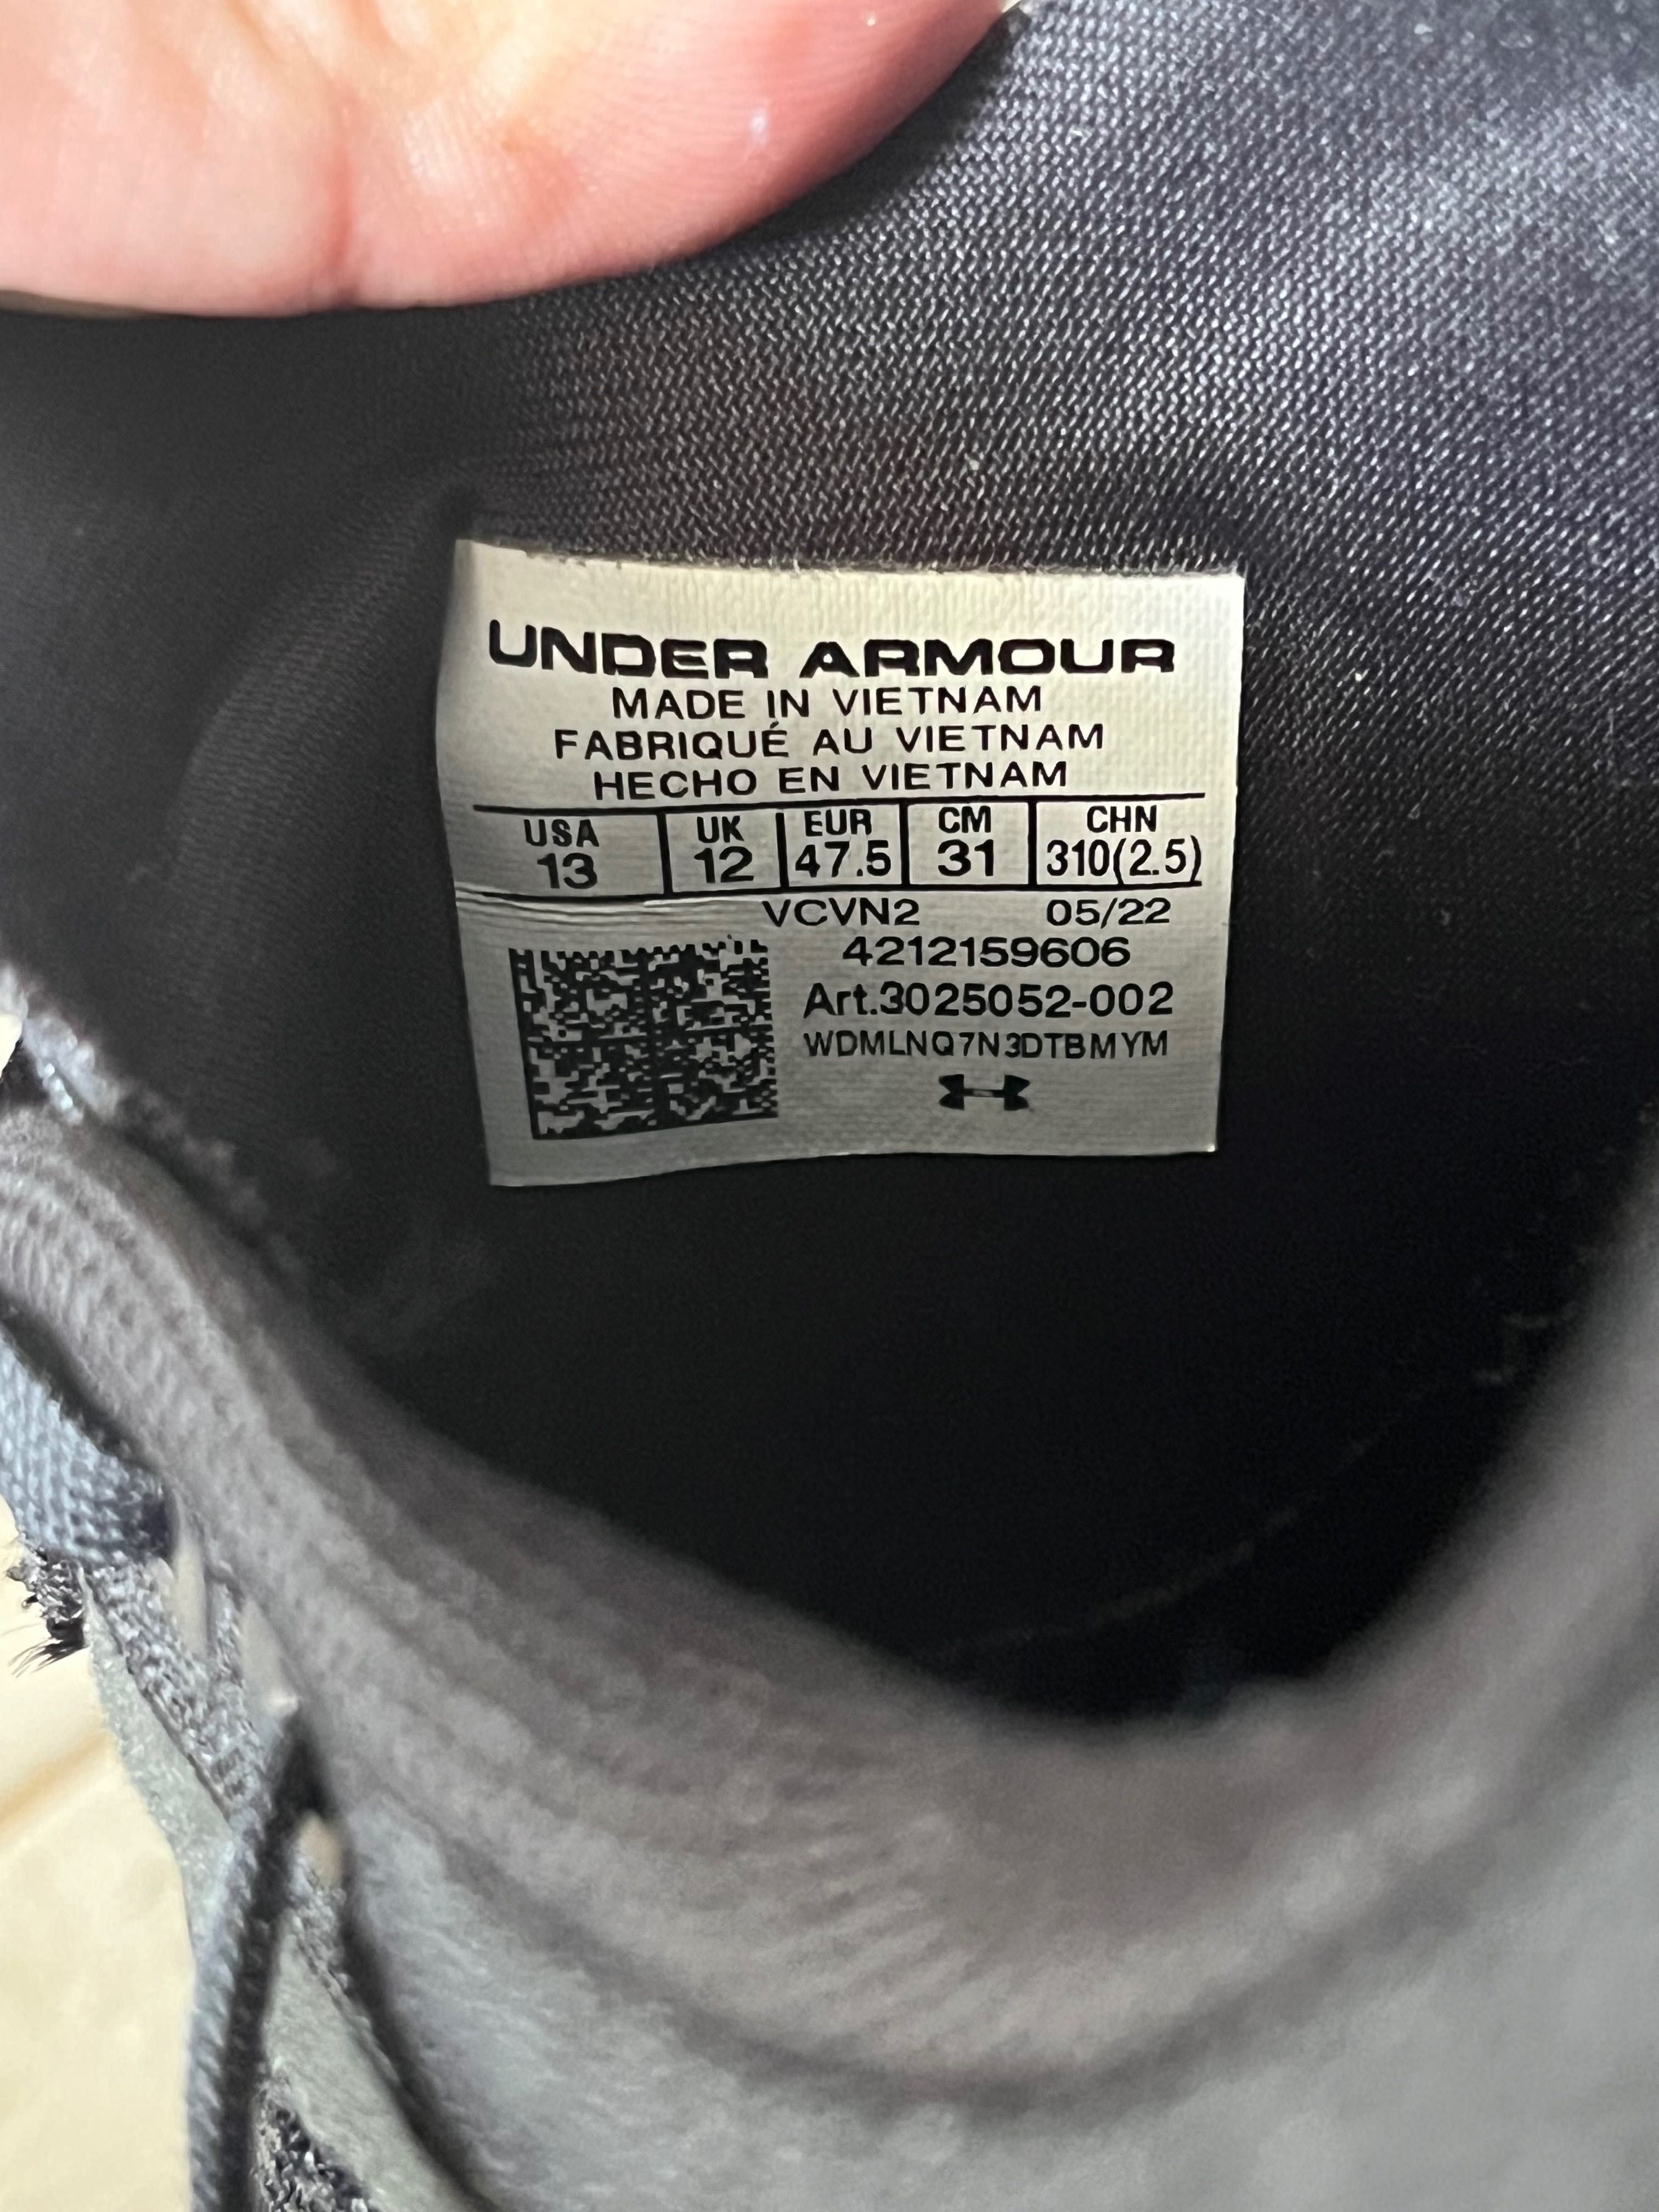 UNDER ARMOUR
MADE IN VIETNAM
FABRIQUÉ AU VIETNAM
HECHO EN VIETNAM
USA UK EUR CM CHN
13 12 47.5 31 310(2.5)
VCVN2 05/22
4212159606
Art.3025052-002
WDMLNQ7N3DTBMYM